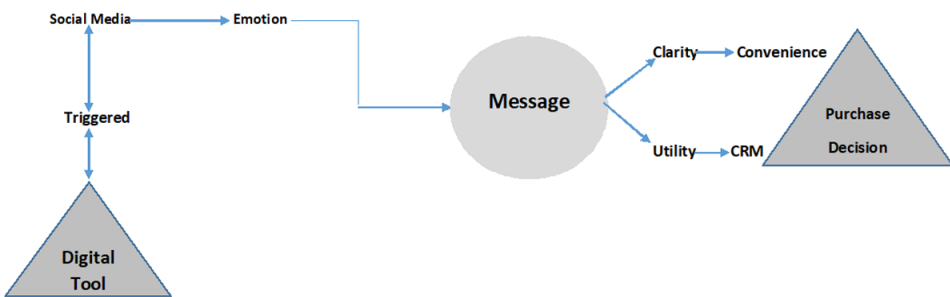 Social Media
Emotion
Triggered
Digital
Tool
Message
Clarity
Convenience
Utility
CRM
Purchase
Decision